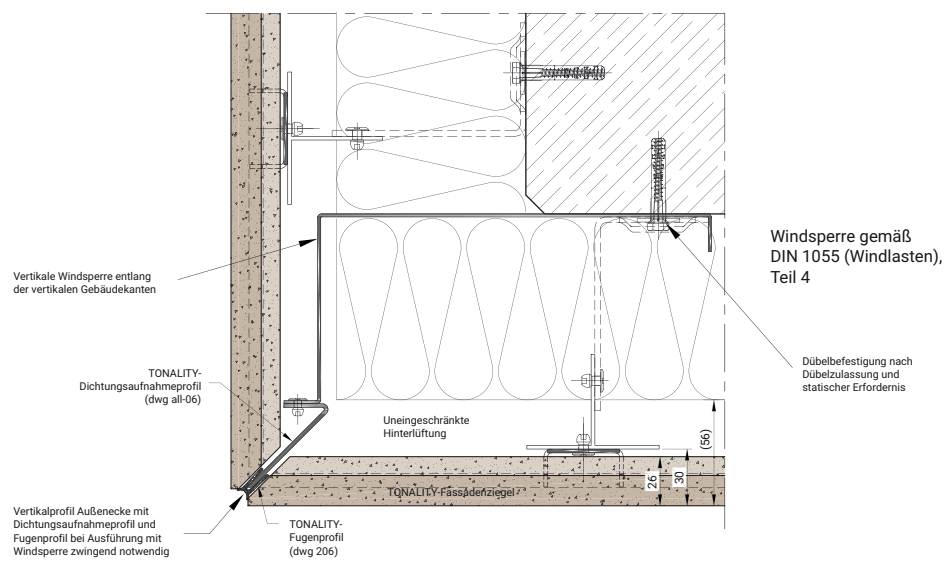 Windsperre gemäß
DIN 1055 (Windlasten),
Teil 4
Vertikale Windsperre entlang
der vertikalen Gebäudekanten
Dübelbefestigung nach
Dübelzulassung und
statischer Erfordernis
TONALITY-
Dichtungsaufnahmeprofil
(dwg all-06)
Uneingeschränkte
Hinterlüftung
(56)
26
30
TONALITY-Fassadenziegel
Vertikalprofil Außenecke mit
Dichtungsaufnahmeprofil und
Fugenprofil bei Ausführung mit
Windsperre zwingend notwendig
TONALITY-
Fugenprofil
(dwg 206)